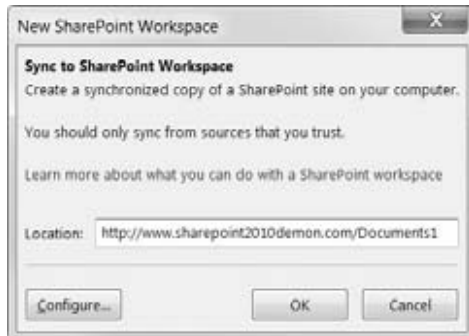 New SharePoint Workspace
X
Sync to SharePoint Workspace
Create a synchronized copy of a SharePoint site on your computer.
You should only sync from sources that you trust.
Learn more about what you can do with a SharePoint workspace
Location: http://www.sharepoint2010demon.com/Documents1
Configure... OK Cancel